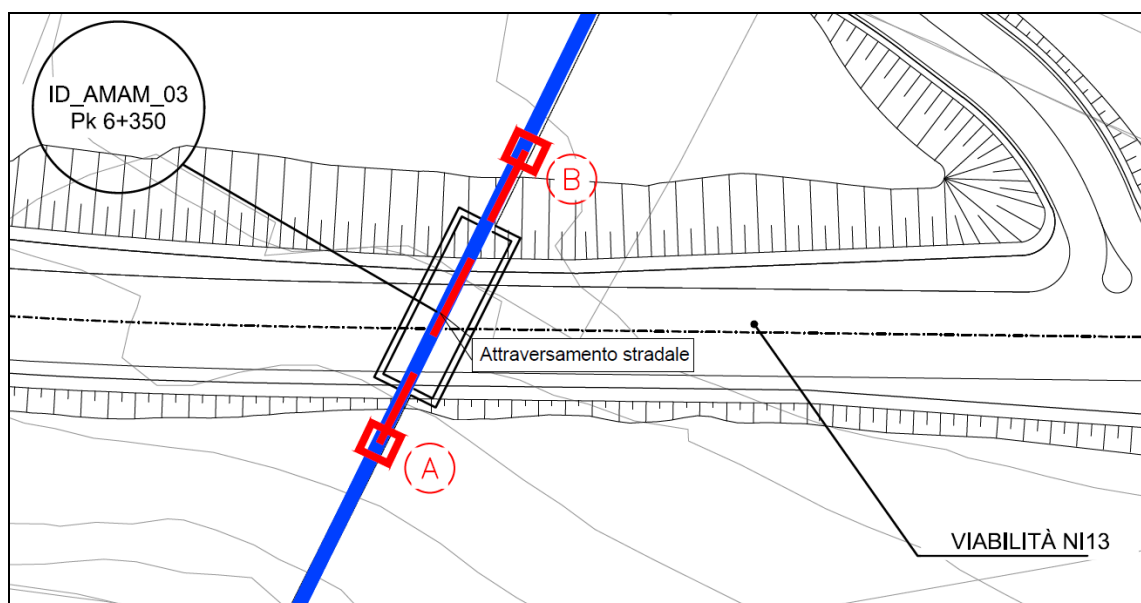 ID_AMAM_03
Pk 6+350
B
Attraversamento stradale
A
VIABILITÀ NI13